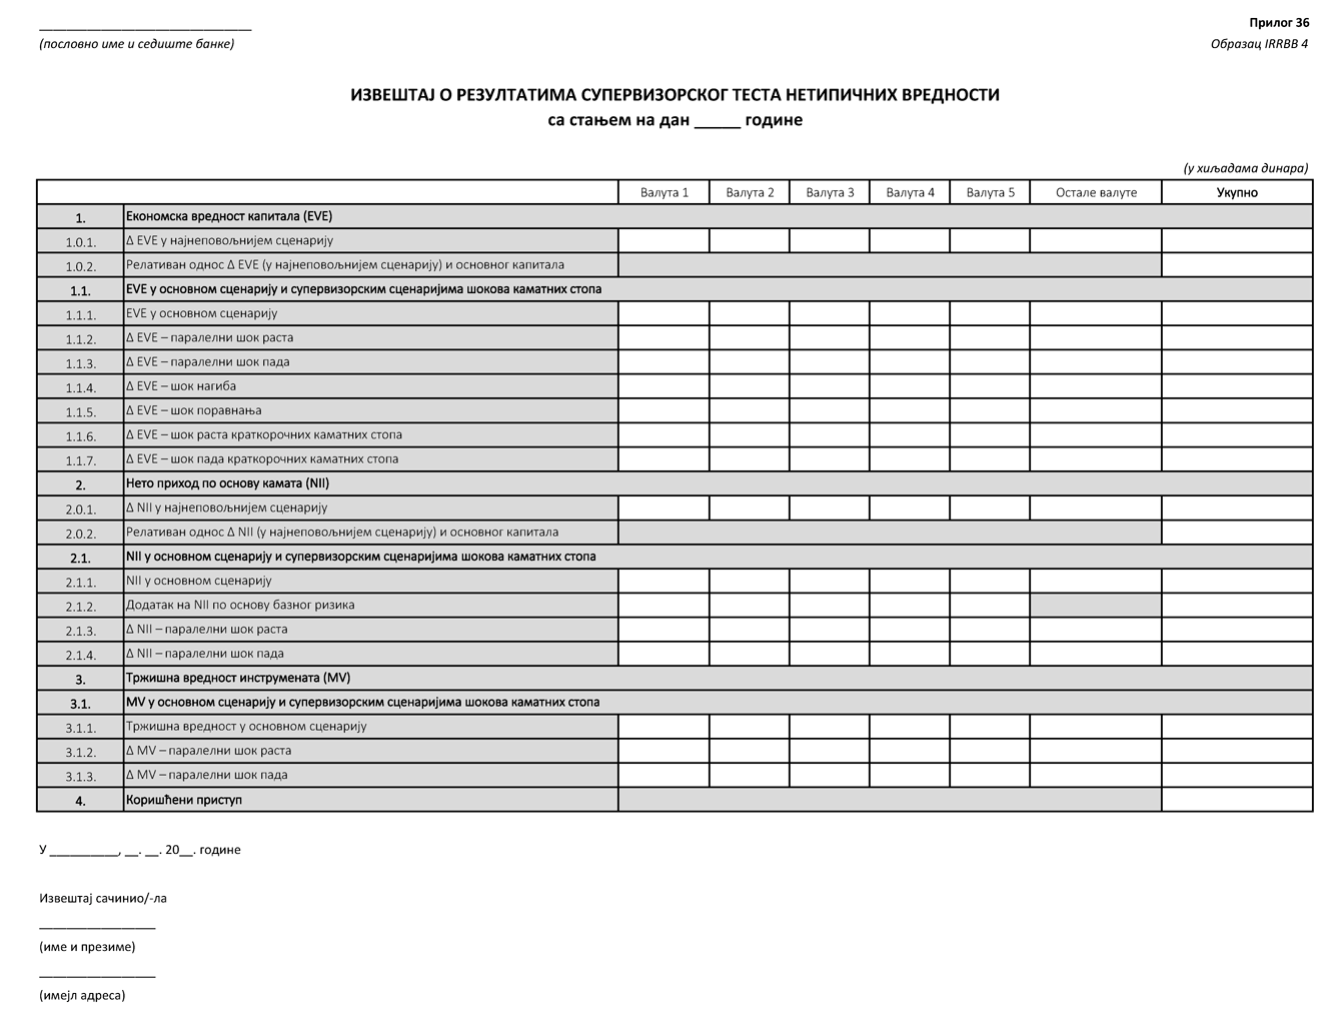 _______________________________
Прилог 36
(пословно име и седиште банке)
Образац IRRBB 4
ИЗВЕШТАЈ О РЕЗУЛТАТИМА СУПЕРВИЗОРСКОГ ТЕСТА НЕТИПИЧНИХ ВРЕДНОСТИ
са стањем на дан _____ године
(у хиљадама динара)
Валута 1 Валута 2 Валута 3 Валута 4 Валута 5 Остале валуте Укупно
1. Економска вредност капитала (EVE)
1.0.1. Δ EVE у најнеповољнијем сценарију
1.0.2. Релативан однос Δ EVE (у најнеповољнијем сценарију) и основног капитала
1.1. EVE у основном сценарију и супервизорским сценаријима шокова каматних стопа
1.1.1. EVE у основном сценарију
1.1.2. Δ EVE – паралелни шок раста
1.1.3. Δ EVE – паралелни шок пада
1.1.4. Δ EVE – шок нагиба
1.1.5. Δ EVE – шок поравнања
1.1.6. Δ EVE – шок раста краткорочних каматних стопа
1.1.7. Δ EVE – шок пада краткорочних каматних стопа
2. Нето приход по основу камата (NII)
2.0.1. Δ NII у најнеповољнијем сценарију
2.0.2. Релативан однос Δ NII (у најнеповољнијем сценарију) и основног капитала
2.1. NII у основном сценарију и супервизорским сценаријима шокова каматних стопа
2.1.1. NII у основном сценарију
2.1.2. Додатак на NII по основу базног ризика
2.1.3. Δ NII – паралелни шок раста
2.1.4. Δ NII – паралелни шок пада
3. Тржишна вредност инструмената (MV)
3.1. MV у основном сценарију и супервизорским сценаријима шокова каматних стопа
3.1.1. Тржишна вредност у основном сценарију
3.1.2. Δ MV – паралелни шок раста
3.1.3. Δ MV – паралелни шок пада
4. Коришћени приступ
У __________, __. __. 20__. године
Извештај сачинио/-ла
_________________
(име и презиме)
_________________
(имејл адреса)